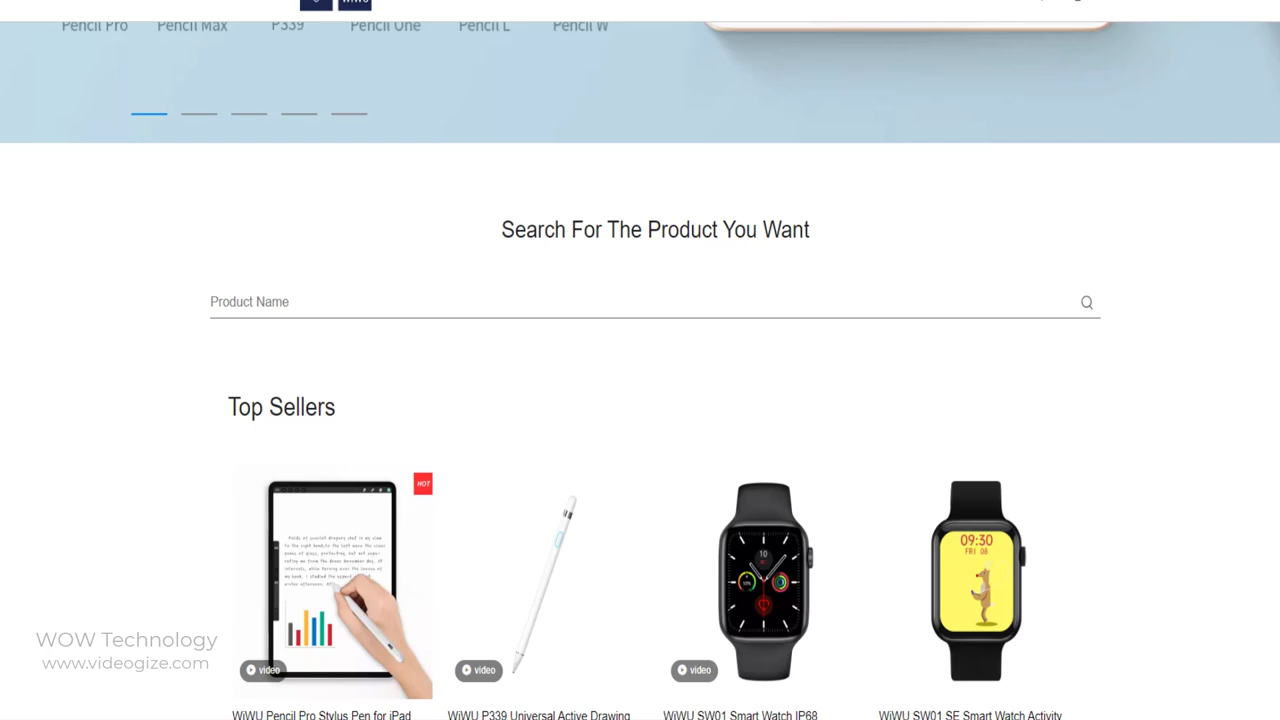 WiWU
Pencil Pro Pencil Max P339 Pencil One Pencil L Pencil W
Search For The Product You Want
Product Name
Top Sellers
HOT
09:30
FRI 08
10
video video video
WOW Technology
www.videogize.com
WiWU Pencil Pro Stylus Pen for iPad WiWU P339 Universal Active Drawing WiWU SW01 Smart Watch IP68 WiWU SW01 SE Smart Watch Activity